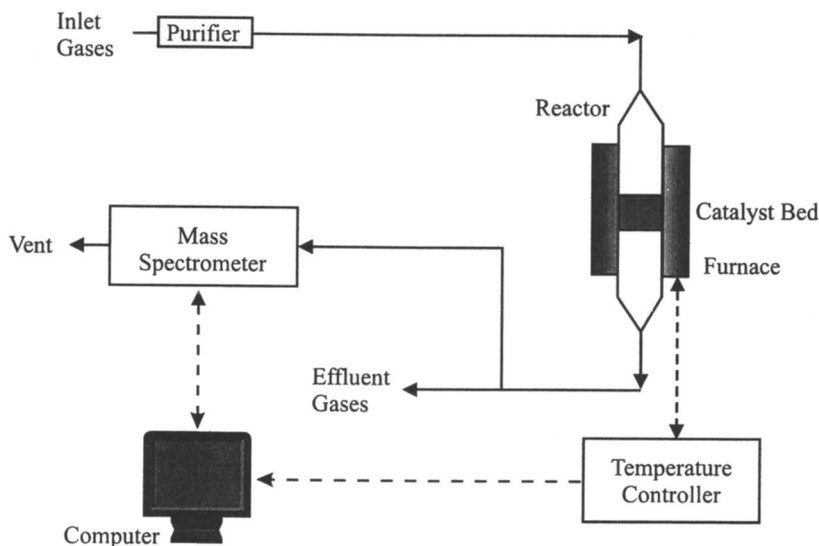 Inlet
Gases
Purifier
Reactor
Catalyst Bed
Furnace
Vent
Mass
Spectrometer
Effluent
Gases
Temperature
Controller
Computer